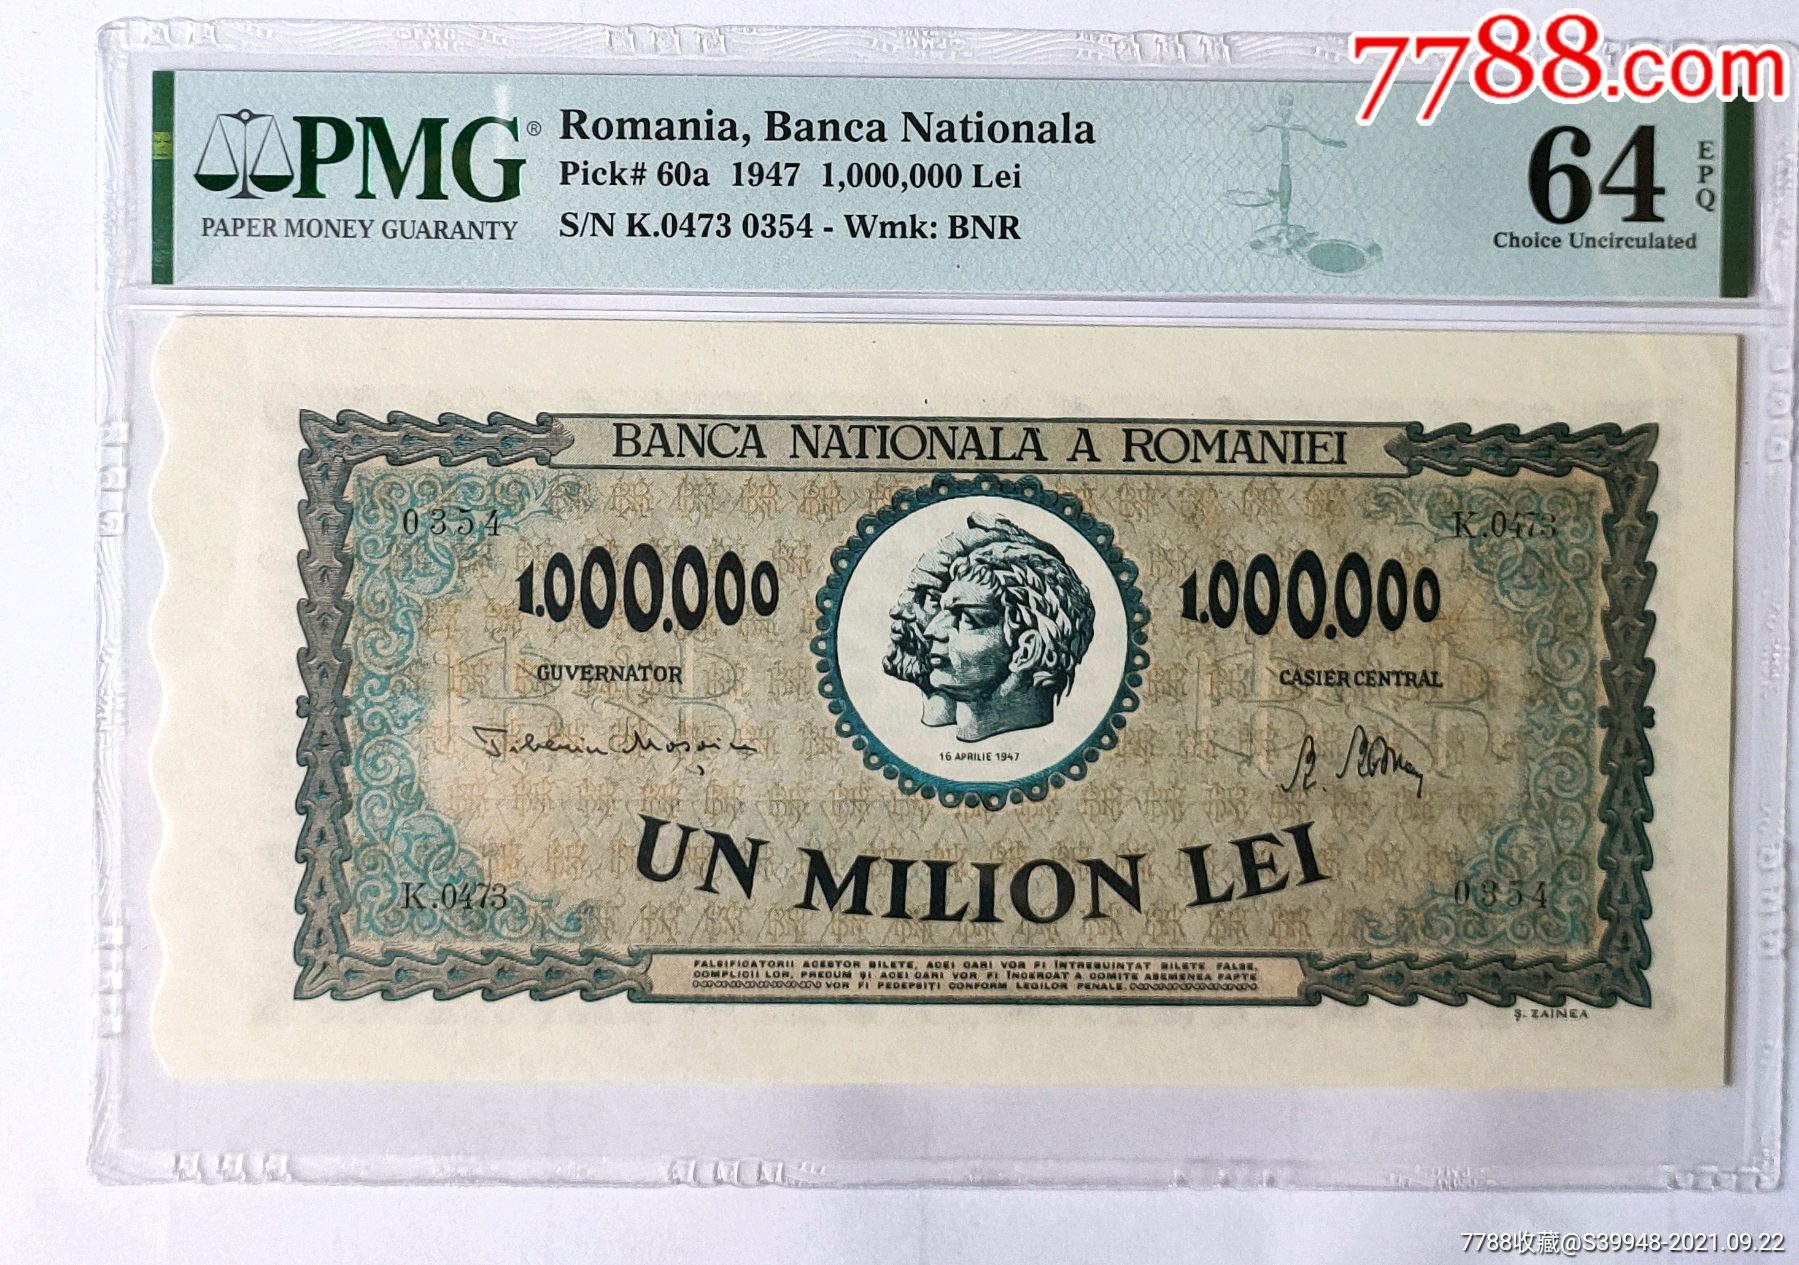 7788.com
PMG®
PAPER MONEY GUARANTY
Romania, Banca Nationala
Pick# 60a 1947 1,000,000 Lei
S/N K.0473 0354 - Wmk: BNR
64
EPQ
Choice Uncirculated
BANCA NATIONALA A ROMANIEI
0354
K.0473
1.000.000
1.000.000
GUVERNATOR
CASIER CENTRAL
16 APRILIE 1947
UN MILION LEI
K.0473
0354
FALSIFICATORII ACESTOR BILETE, ACEI CARI VOR FI ÎNTREBUINȚAT BILETE FALSE,
COMPLICII LOR, PRECUM ȘI ACEI CARI VOR FI ÎNCERCAT A COMITE ASEMENEA FAPTE
VOR FI PEDEPSIȚI CONFORM LEGILOR PENALE.
Ș. ZAINEA
7788收藏@S39948-2021.09.22